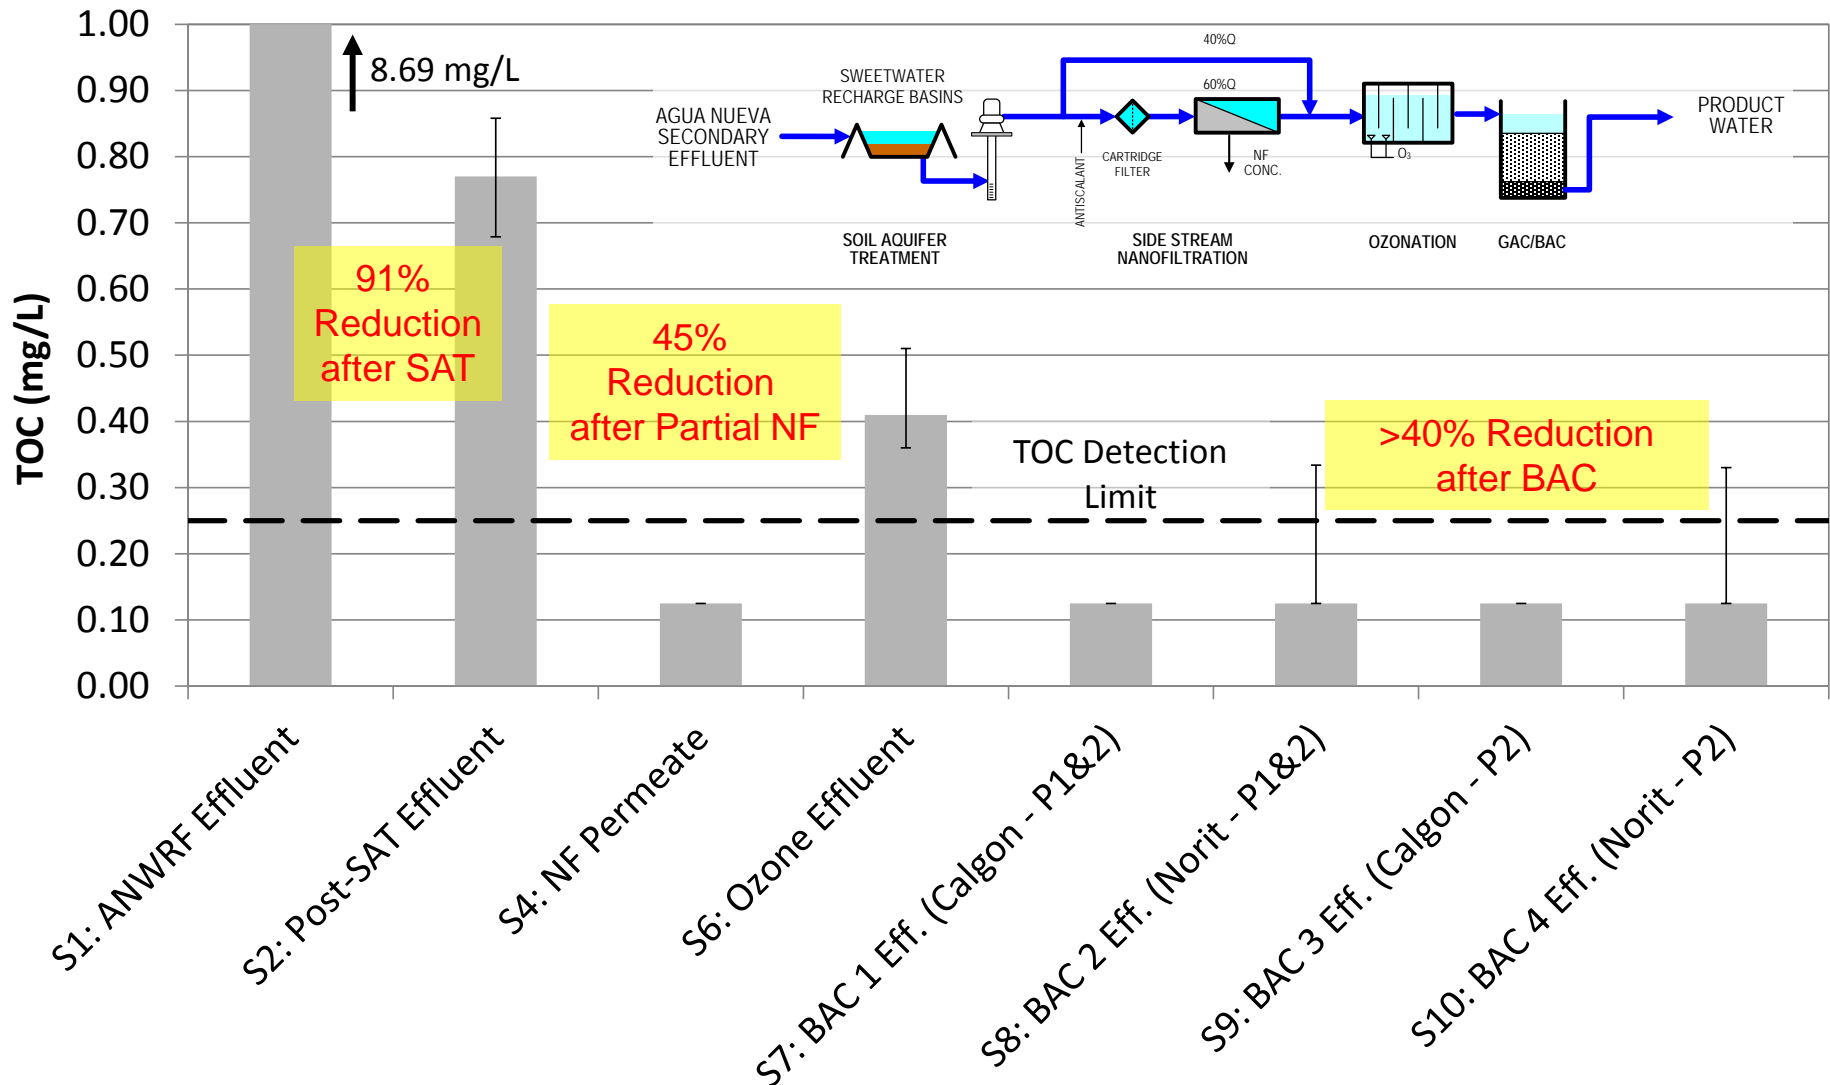 1.00
0.90
0.80
0.70
0.60
0.50
0.40
0.30
0.20
0.10
0.00
TOC (mg/L)
8.69 mg/L
91%
Reduction
after SAT
45%
Reduction
after Partial NF
TOC Detection
Limit
>40% Reduction
after BAC
AGUA NUEVA
SECONDARY
EFFLUENT
SWEETWATER
RECHARGE BASINS
SOIL AQUIFER
TREATMENT
40%Q
60%Q
ANTISCALANT
CARTRIDGE
FILTER
NF
CONC.
SIDE STREAM
NANOFILTRATION
O3
OZONATION
GAC/BAC
PRODUCT
WATER
S1: ANWRF Effluent
S2: Post-SAT Effluent
S4: NF Permeate
S6: Ozone Effluent
S7: BAC 1 Eff. (Calgon - P1&2)
S8: BAC 2 Eff. (Norit - P1&2)
S9: BAC 3 Eff. (Calgon - P2)
S10: BAC 4 Eff. (Norit - P2)